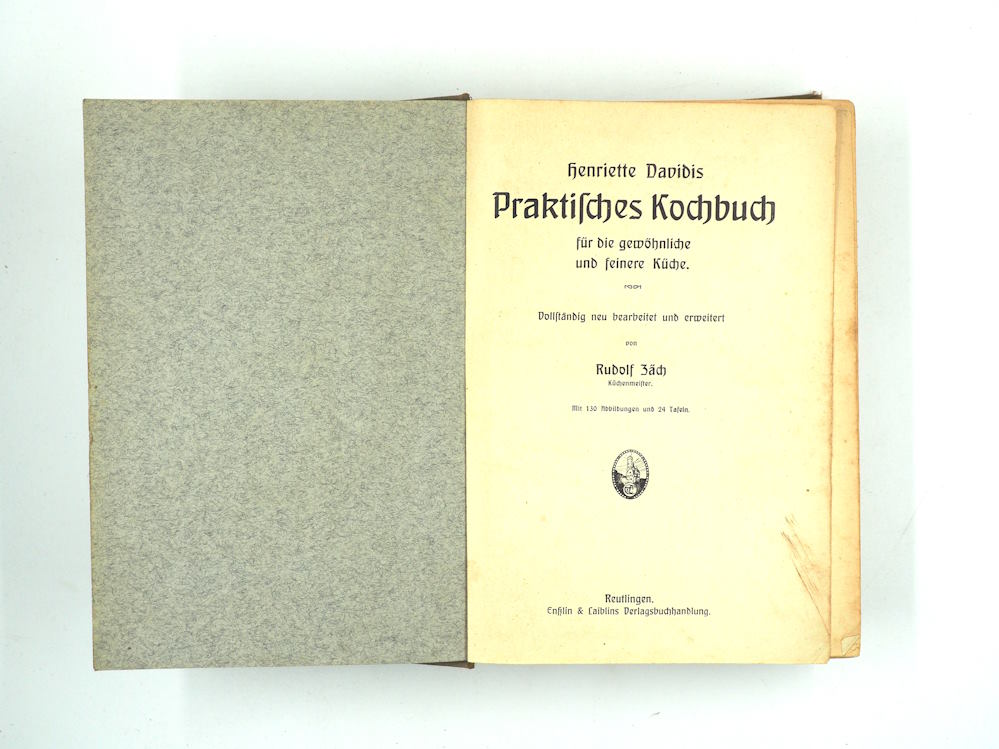 Henriette Davidis
Praktisches Kochbuch
für die gewöhnliche
und feinere Küche.
Vollständig neu bearbeitet und erweitert
von
Rudolf Zäch
Küchenmeister.
Mit 130 Abbildungen und 24 Tafeln.
Reutlingen.
Enßlin & Laiblins Verlagsbuchhandlung.